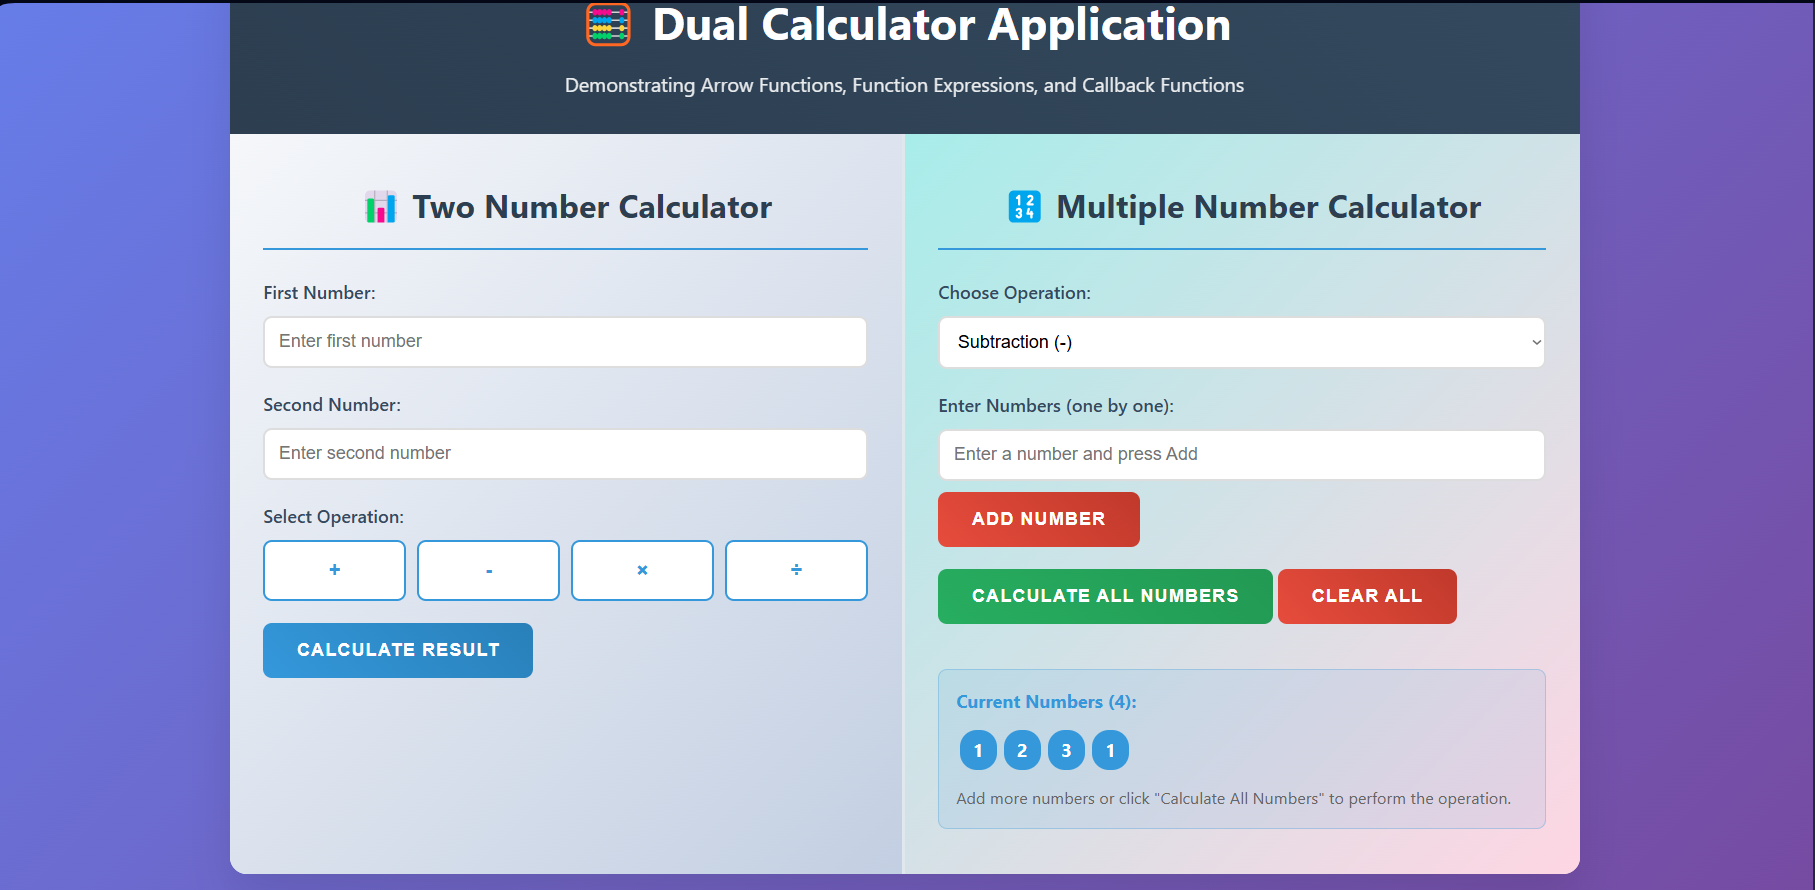 Dual Calculator Application
Demonstrating Arrow Functions, Function Expressions, and Callback Functions
Two Number Calculator
First Number:
Enter first number
Second Number:
Enter second number
Select Operation:
+ - × ÷
CALCULATE RESULT
1234 Multiple Number Calculator
Choose Operation:
Subtraction (-)
Enter Numbers (one by one):
Enter a number and press Add
ADD NUMBER
CALCULATE ALL NUMBERS CLEAR ALL
Current Numbers (4):
1 2 3 1
Add more numbers or click "Calculate All Numbers" to perform the operation.